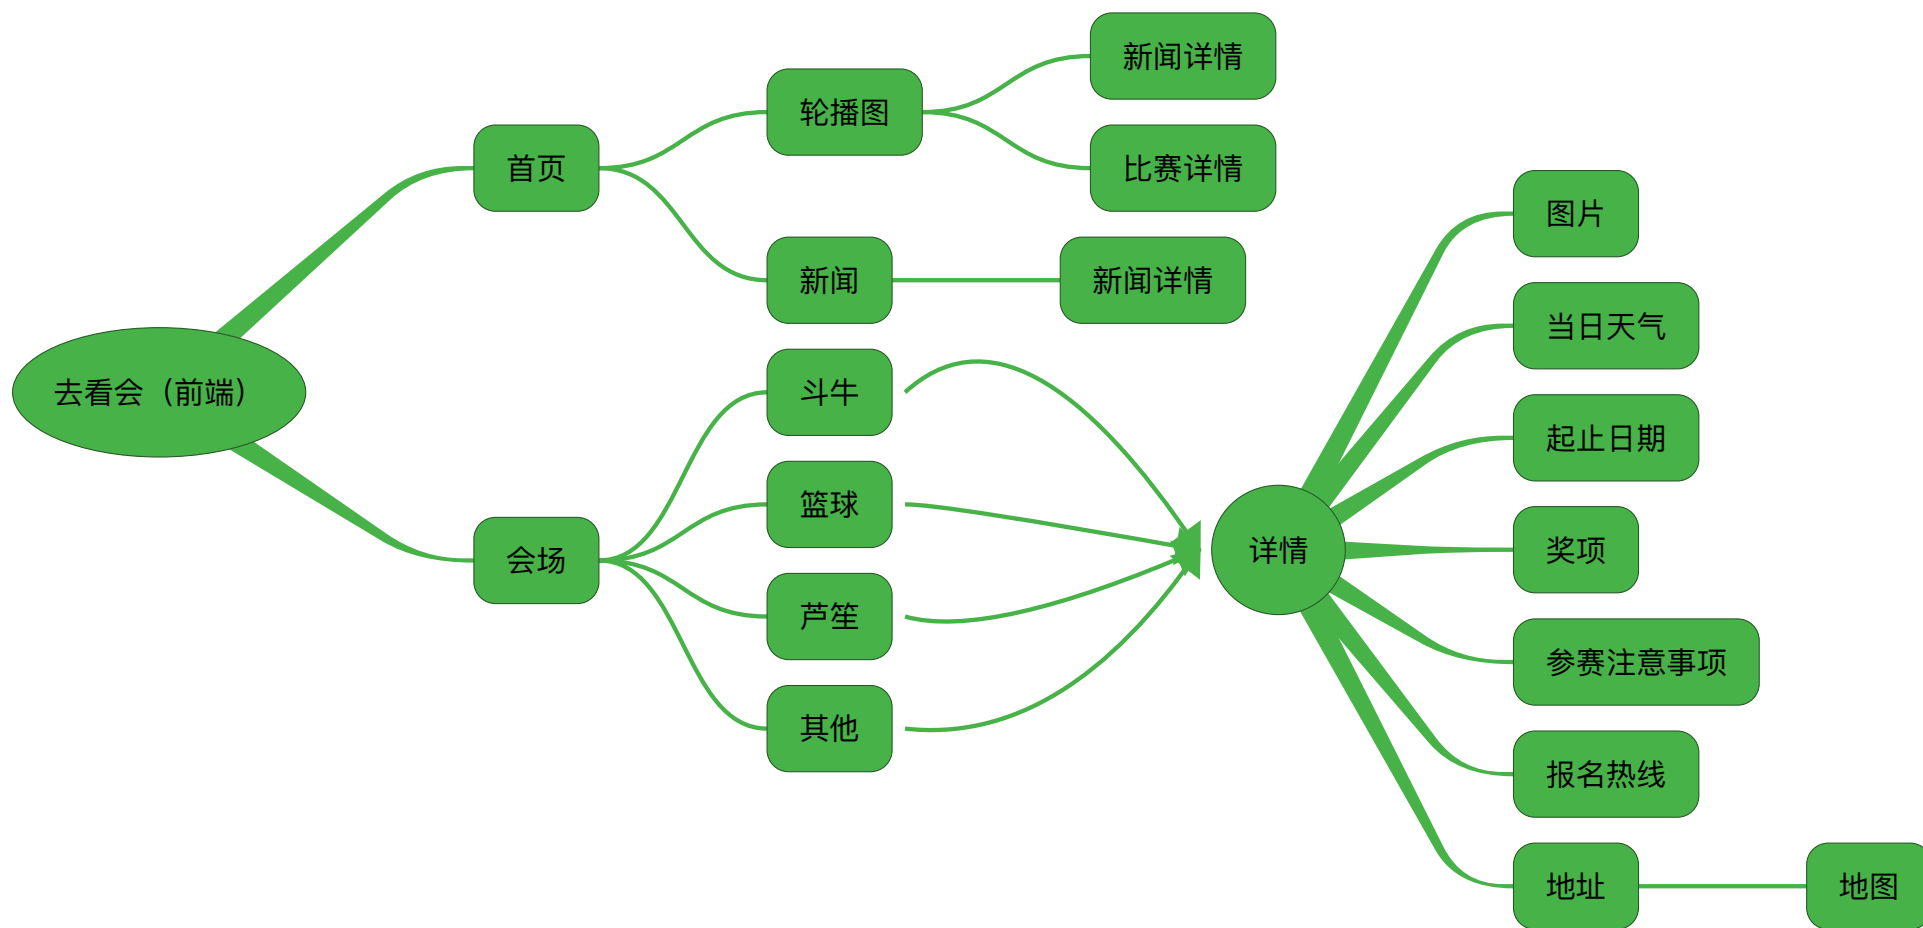 去看会（前端）
首页
轮播图
新闻详情
比赛详情
新闻
新闻详情
会场
斗牛
篮球
芦笙
其他
详情
图片
当日天气
起止日期
奖项
参赛注意事项
报名热线
地址
地图